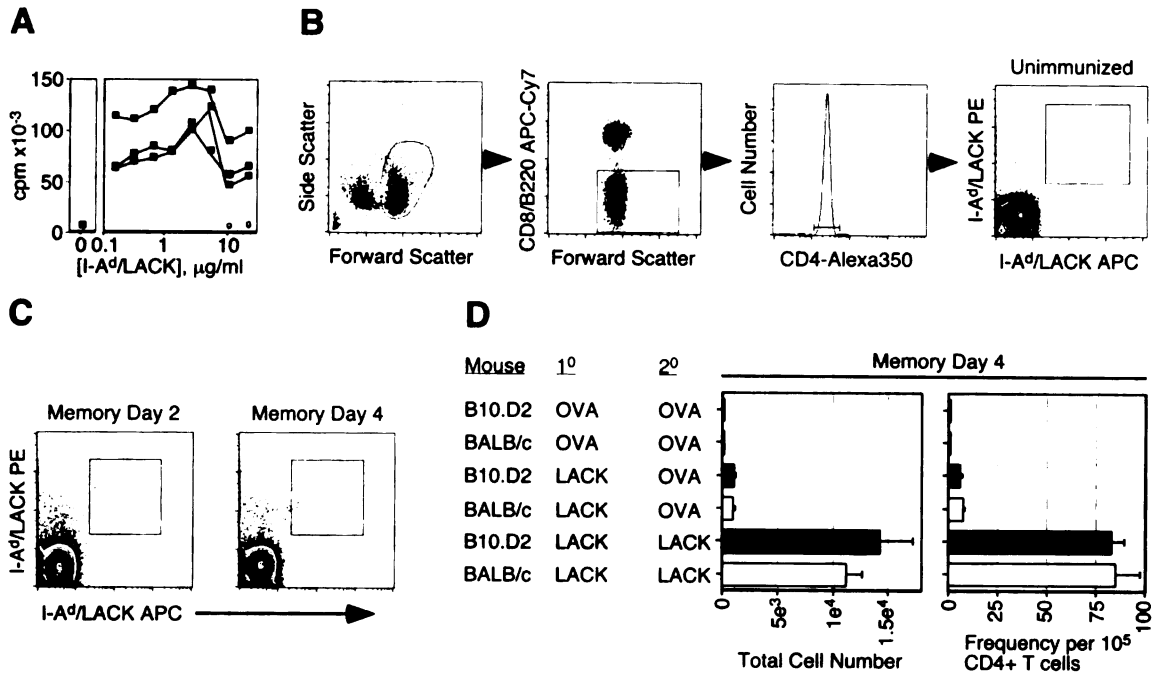 A
150
100
50
0
cpm x10-3
0 0.1 1 10
[I-Ad/LACK], μg/ml
B
Side Scatter
Forward Scatter
CD8/B220 APC-Cy7
Forward Scatter
Cell Number
CD4-Alexa350
Unimmunized
I-Ad/LACK PE
I-Ad/LACK APC
C
Memory Day 2
Memory Day 4
I-Ad/LACK PE
I-Ad/LACK APC
D
Mouse 1º 2º
Memory Day 4
B10.D2 OVA OVA
BALB/c OVA OVA
B10.D2 LACK OVA
BALB/c LACK OVA
B10.D2 LACK LACK
BALB/c LACK LACK
0 5e3 1e4 1.5e4
Total Cell Number
0 25 50 75 100
Frequency per 105
CD4+ T cells